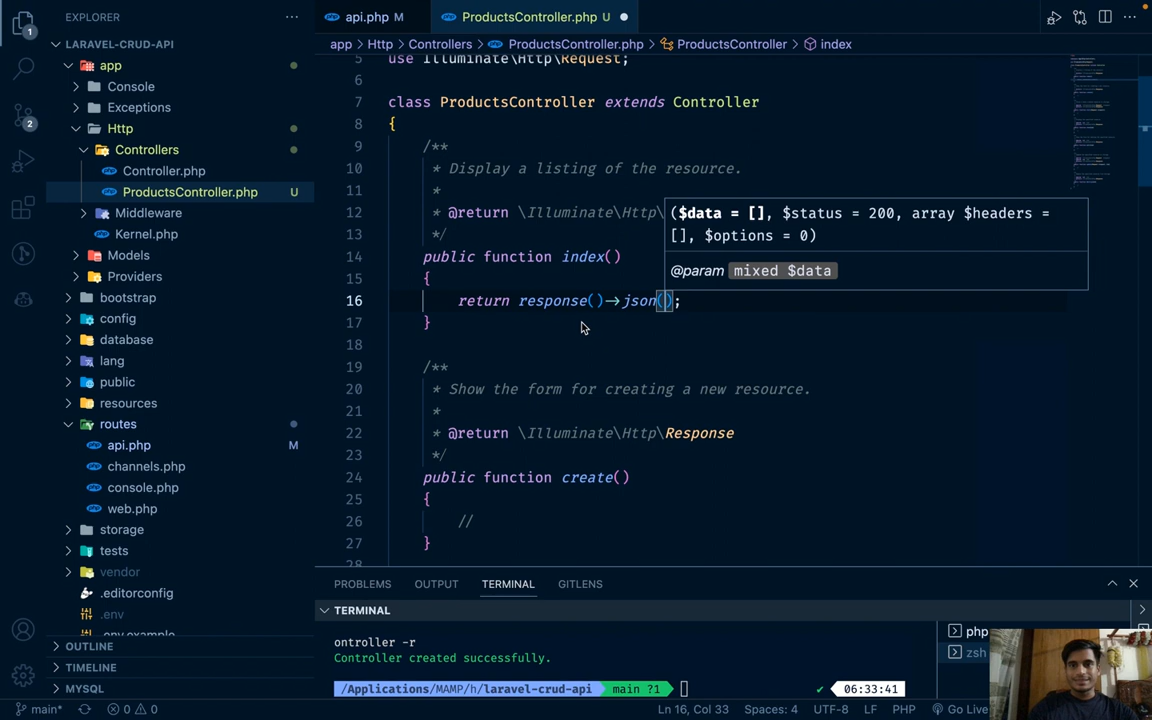 EXPLORER
LARAVEL-CRUD-API
app
Console
Exceptions
Http
Controllers
Controller.php
ProductsController.php U
Middleware
Kernel.php
Models
Providers
bootstrap
config
database
lang
public
resources
routes
api.php M
channels.php
console.php
web.php
storage
tests
vendor
.editorconfig
.env
.env.example
OUTLINE
TIMELINE
MYSQL
1
2
api.php M
ProductsController.php U
app > Http > Controllers > ProductsController.php > ProductsController > index
5 use Illuminate\Http\Request;
6
7 class ProductsController extends Controller
8 {
9 /**
10 * Display a listing of the resource.
11 *
12 * @return \Illuminate\Http\
13 */
14 public function index()
15 {
16 return response()->json();
17 }
18
19 /**
20 * Show the form for creating a new resource.
21 *
22 * @return \Illuminate\Http\Response
23 */
24 public function create()
25 {
26 //
27 }
28
($data = [], $status = 200, array $headers =
[], $options = 0)
@param mixed $data
PROBLEMS OUTPUT TERMINAL GITLENS
TERMINAL
ontroller -r
Controller created successfully.
/Applications/MAMP/h/laravel-crud-api main ?1 ✓ 06:33:41
php
zsh
main* 0 0 Ln 16, Col 33 Spaces: 4 UTF-8 LF PHP Go Live